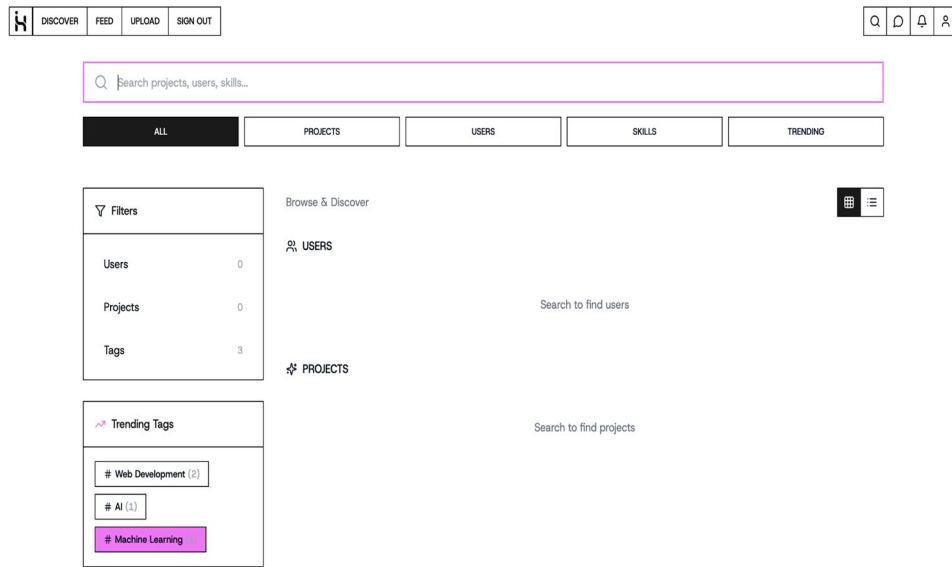 DISCOVER FEED UPLOAD SIGN OUT
Search projects, users, skills...
ALL PROJECTS USERS SKILLS TRENDING
Filters
Users 0
Projects 0
Tags 3
Trending Tags
# Web Development (2)
# AI (1)
# Machine Learning
Browse & Discover
USERS
Search to find users
PROJECTS
Search to find projects